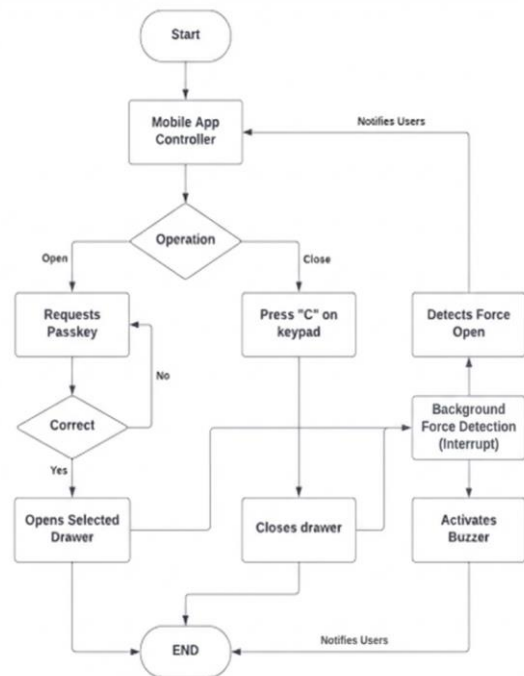 Start
Mobile App
Controller
Notifies Users
Operation
Open
Close
Requests
Passkey
Press "C" on
keypad
Detects Force
Open
No
Correct
Background
Force Detection
(Interrupt)
Yes
Opens Selected
Drawer
Closes drawer
Activates
Buzzer
END
Notifies Users